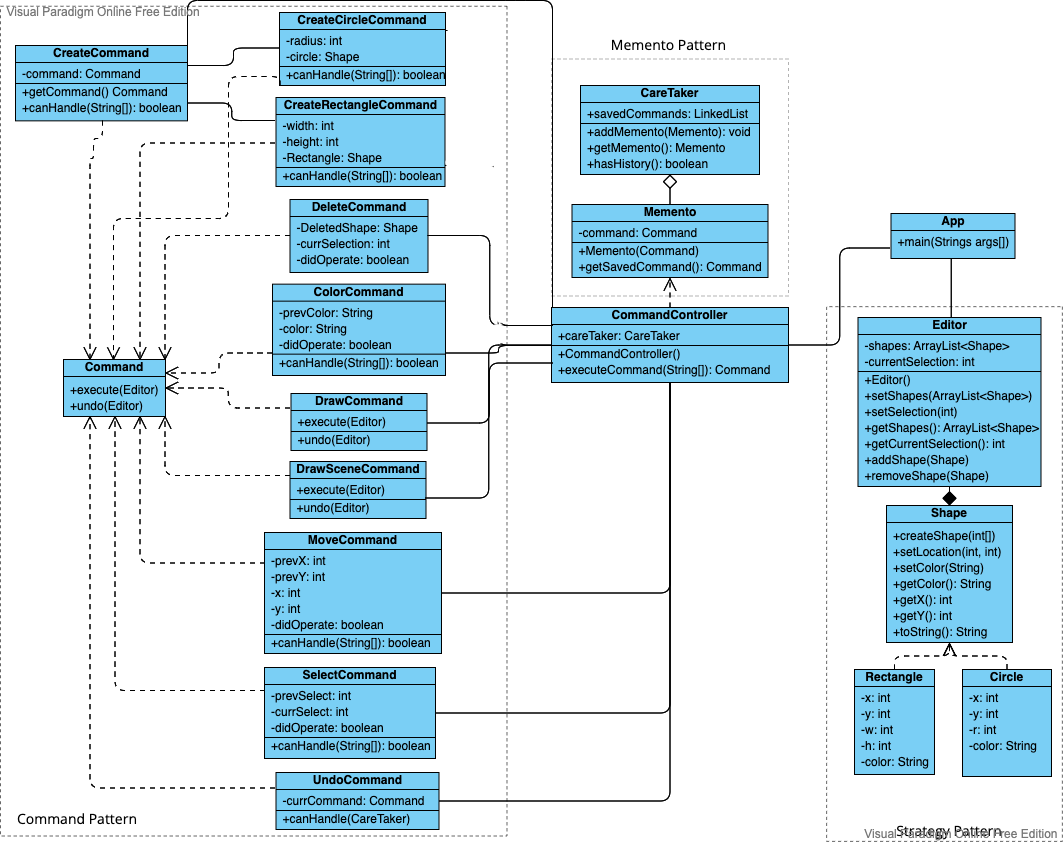 Visual Paradigm Online Free Edition
CreateCommand
-command: Command
+getCommand() Command
+canHandle(String[]): boolean
CreateCircleCommand
-radius: int
-circle: Shape
+canHandle(String[]): boolean
CreateRectangleCommand
-width: int
-height: int
-Rectangle: Shape
+canHandle(String[]): boolean
DeleteCommand
-DeletedShape: Shape
-currSelection: int
-didOperate: boolean
ColorCommand
-prevColor: String
-color: String
-didOperate: boolean
+canHandle(String[]): boolean
Command
+execute(Editor)
+undo(Editor)
DrawCommand
+execute(Editor)
+undo(Editor)
DrawSceneCommand
+execute(Editor)
+undo(Editor)
MoveCommand
-prevX: int
-prevY: int
-x: int
-y: int
-didOperate: boolean
+canHandle(String[]): boolean
SelectCommand
-prevSelect: int
-currSelect: int
-didOperate: boolean
+canHandle(String[]): boolean
UndoCommand
-currCommand: Command
+canHandle(CareTaker)
Command Pattern
Memento Pattern
CareTaker
+savedCommands: LinkedList
+addMemento(Memento): void
+getMemento(): Memento
+hasHistory(): boolean
Memento
-command: Command
+Memento(Command)
+getSavedCommand(): Command
CommandController
+careTaker: CareTaker
+CommandController()
+executeCommand(String[]): Command
App
+main(Strings args[])
Editor
-shapes: ArrayList<Shape>
-currentSelection: int
+Editor()
+setShapes(ArrayList<Shape>)
+setSelection(int)
+getShapes(): ArrayList<Shape>
+getCurrentSelection(): int
+addShape(Shape)
+removeShape(Shape)
Shape
+createShape(int[])
+setLocation(int, int)
+setColor(String)
+getColor(): String
+getX(): int
+getY(): int
+toString(): String
Rectangle
-x: int
-y: int
-w: int
-h: int
-color: String
Circle
-x: int
-y: int
-r: int
-color: String
Strategy Pattern
Visual Paradigm Online Free Edition